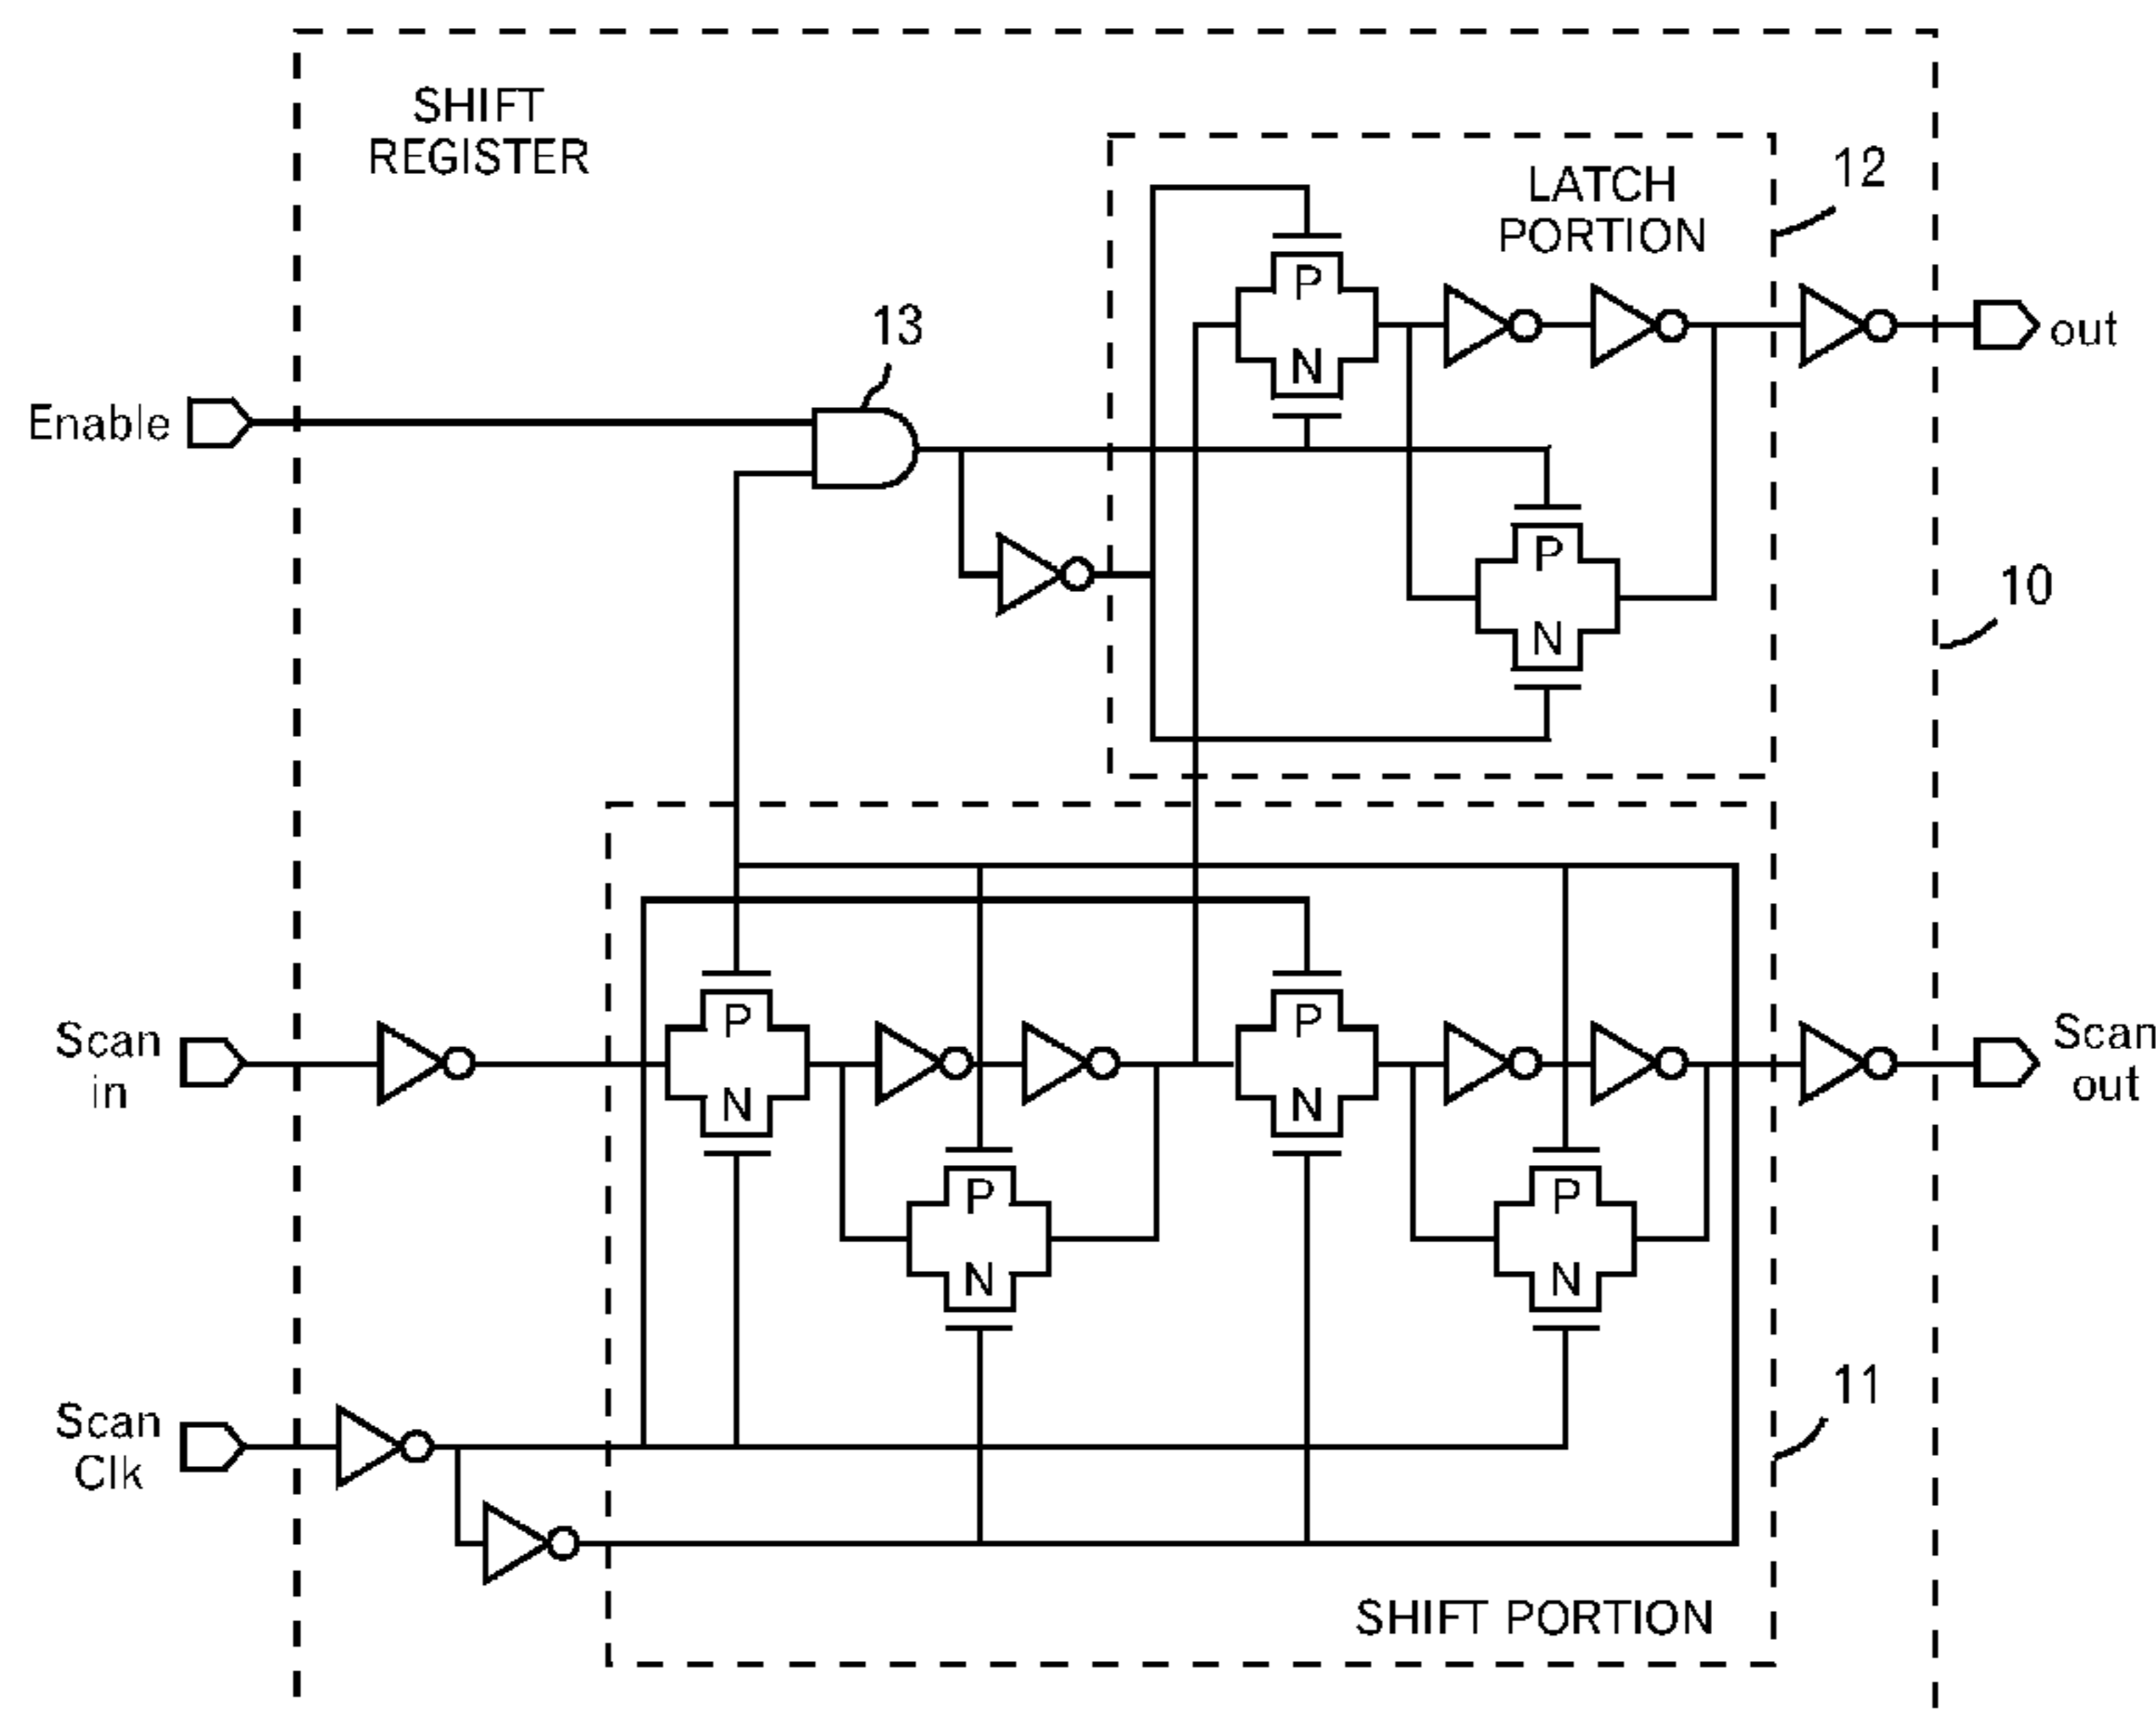 SHIFT
REGISTER
LATCH
PORTION
12
P
N
out
13
Enable
P
N
10
Scan
in
P
N
P
N
Scan
out
P
N
P
N
Scan
Clk
11
SHIFT PORTION